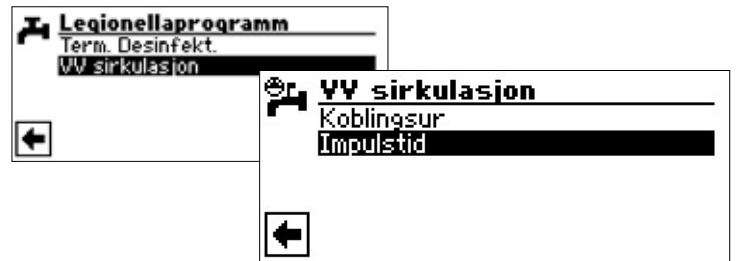 Legionellaprogramm
Term. Desinfekt.
VV sirkulasjon
VV sirkulasjon
Koblingsur
Impulstid